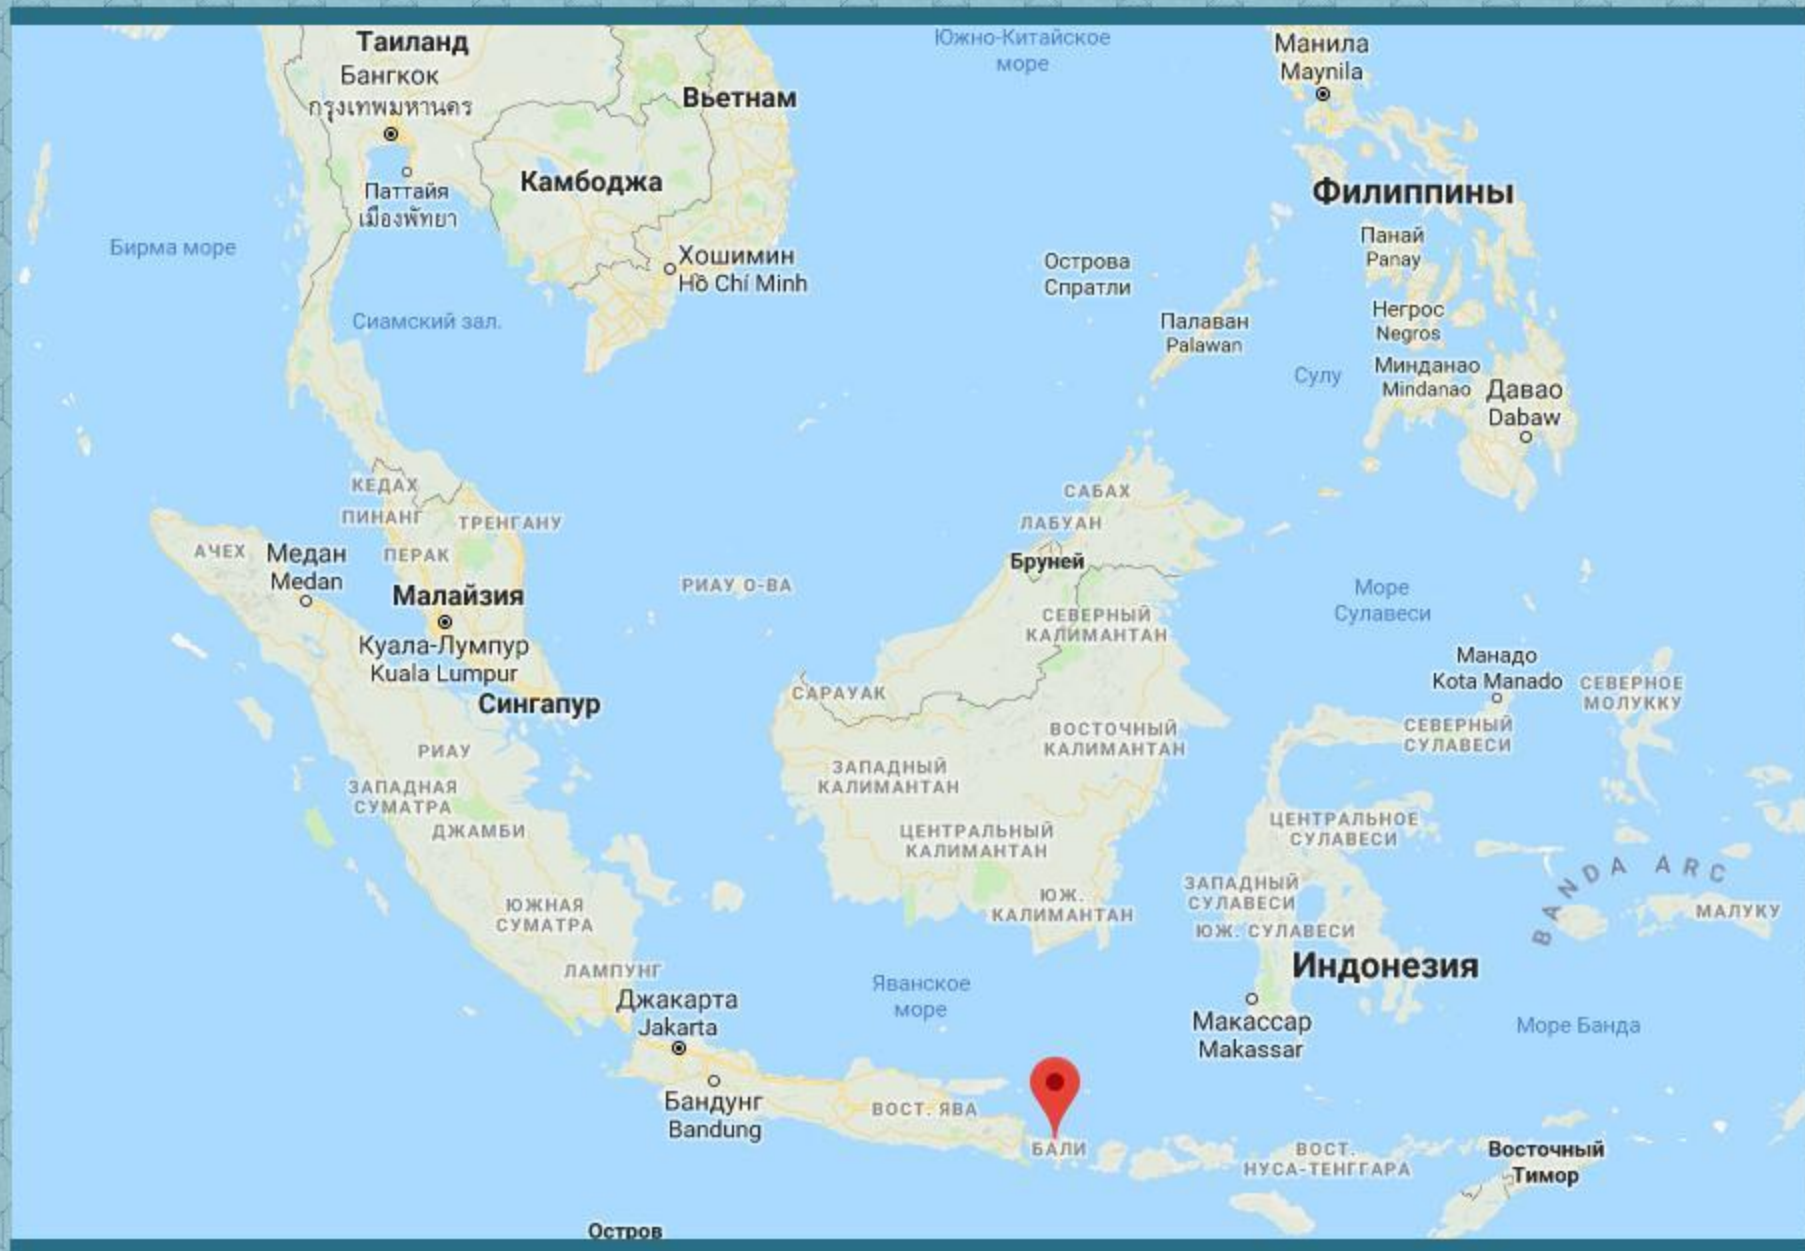 Таиланд
Бангкок
กรุงเทพมหานคร
Паттайя
เมืองพัทยา
Вьетнам
Камбоджа
Хошимин
Hồ Chí Minh
Южно-Китайское
море
Манила
Maynila
Филиппины
Панай
Panay
Негрос
Negros
Минданао
Mindanao
Давао
Dabaw
Острова
Спратли
Палаван
Palawan
Сулу
Бирма море
Сиамский зал.
КЕДАХ
ПИНАНГ
ТРЕНГАНУ
ПЕРАК
АЧЕХ
Медан
Medan
Малайзия
Куала-Лумпур
Kuala Lumpur
Сингапур
РИАУ О-ВА
САБАХ
ЛАБУАН
Бруней
СЕВЕРНЫЙ
КАЛИМАНТАН
САРАУАК
ВОСТОЧНЫЙ
КАЛИМАНТАН
ЗАПАДНЫЙ
КАЛИМАНТАН
ЦЕНТРАЛЬНЫЙ
КАЛИМАНТАН
ЮЖ.
КАЛИМАНТАН
Море
Сулавеси
Манадо
Kota Manado
СЕВЕРНОЕ
МОЛУККУ
СЕВЕРНЫЙ
СУЛАВЕСИ
ЦЕНТРАЛЬНОЕ
СУЛАВЕСИ
ЗАПАДНЫЙ
СУЛАВЕСИ
ЮЖ. СУЛАВЕСИ
BANDA ARC
МАЛУКУ
Индонезия
Макассар
Makassar
Море Банда
РИАУ
ЗАПАДНАЯ
СУМАТРА
ДЖАМБИ
ЮЖНАЯ
СУМАТРА
ЛАМПУНГ
Джакарта
Jakarta
Бандунг
Bandung
Яванское
море
ВОСТ. ЯВА
БАЛИ
ВОСТ.
НУСА-ТЕНГГАРА
Восточный
Тимор
Остров